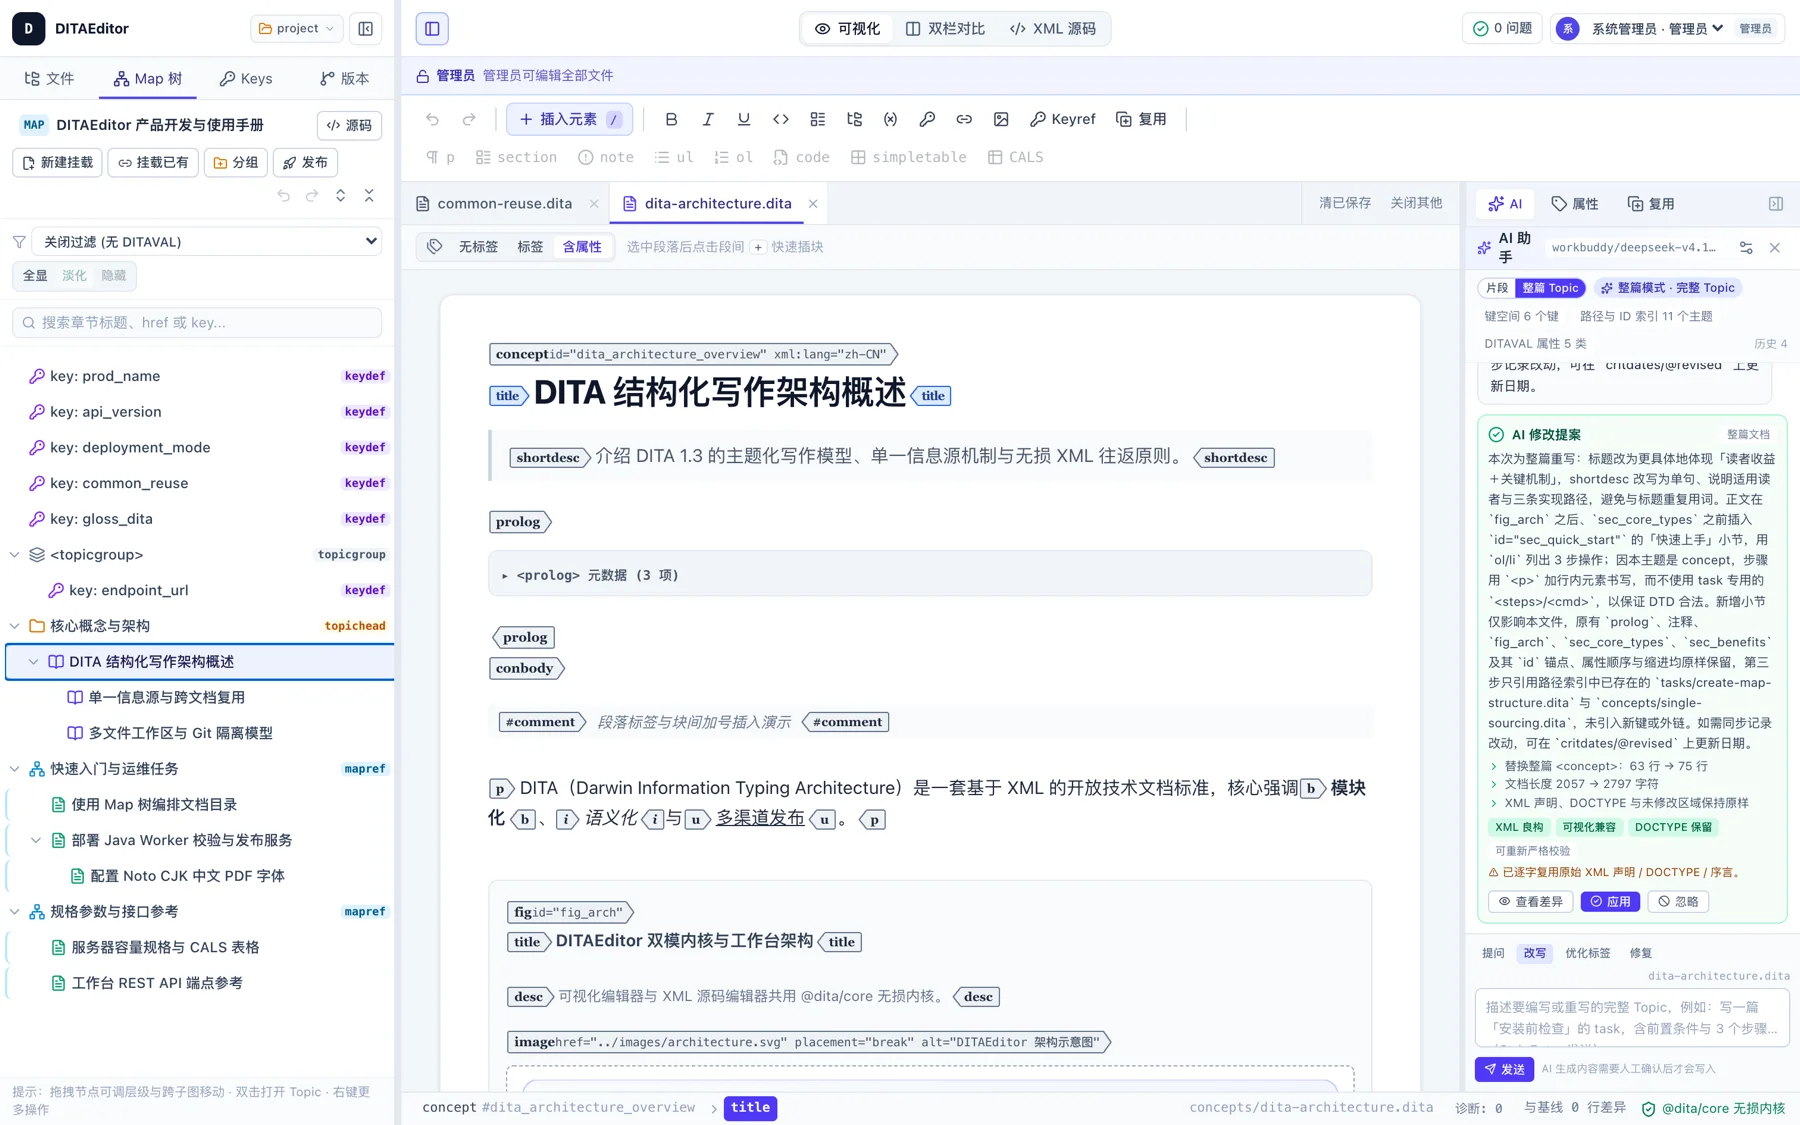 D DITAEditor project
可视化 双栏对比 </> XML 源码
0 问题 系 系统管理员 · 管理员 管理员
文件 Map 树 Keys 版本
管理员 管理员可编辑全部文件
MAP DITAEditor 产品开发与使用手册 </> 源码
新建挂载 挂载已有 分组 发布
关闭过滤 (无 DITAVAL)
全显 淡化 隐藏
搜索章节标题、href 或 key...
key: prod_name keydef
key: api_version keydef
key: deployment_mode keydef
key: common_reuse keydef
key: gloss_dita keydef
<topicgroup> topicgroup
key: endpoint_url keydef
核心概念与架构 topichead
DITA 结构化写作架构概述
单一信息源与跨文档复用
多文件工作区与 Git 隔离模型
快速入门与运维任务 mapref
使用 Map 树编排文档目录
部署 Java Worker 校验与发布服务
配置 Noto CJK 中文 PDF 字体
规格参数与接口参考 mapref
服务器容量规格与 CALS 表格
工作台 REST API 端点参考
提示：拖拽节点可调层级与跨子图移动 · 双击打开 Topic · 右键更
多操作
+ 插入元素 / B I U <> (x) Keyref 复用
¶ p section note ul ol code simpletable CALS
common-reuse.dita × dita-architecture.dita × 清已保存 关闭其他
无标签 标签 含属性 选中段落后点击段间 + 快速插块
concept id="dita_architecture_overview" xml:lang="zh-CN"
title DITA 结构化写作架构概述 title
shortdesc 介绍 DITA 1.3 的主题化写作模型、单一信息源机制与无损 XML 往返原则。 shortdesc
prolog
▸ <prolog> 元数据 (3 项)
prolog
conbody
#comment 段落标签与块间加号插入演示 #comment
p DITA（Darwin Information Typing Architecture）是一套基于 XML 的开放技术文档标准，核心强调 b 模块
化 b 、 i 语义化 i 与 u 多渠道发布 u 。 p
fig id="fig_arch"
title DITAEditor 双模内核与工作台架构 title
desc 可视化编辑器与 XML 源码编辑器共用 @dita/core 无损内核。 desc
image href="../images/architecture.svg" placement="break" alt="DITAEditor 架构示意图"
concept #dita_architecture_overview › title
concepts/dita-architecture.dita 诊断: 0 与基线 0 行差异 @dita/core 无损内核
AI 属性 复用
AI 助手 workbuddy/deepseek-v4.1...
片段 整篇 Topic 整篇模式 · 完整 Topic
键空间 6 个键 路径与 ID 索引 11 个主题
DITAVAL 属性 5 类 历史 4
步记录改动，可在 `critdates/@revised` 上更
新日期。
AI 修改提案 整篇文档
本次为整篇重写：标题改为更具体地体现「读者收益
＋关键机制」，shortdesc 改写为单句、说明适用读
者与三条实现路径，避免与标题重复用词。正文在
`fig_arch` 之后、`sec_core_types` 之前插入
`id="sec_quick_start"` 的「快速上手」小节，用
`ol/li` 列出 3 步操作；因本主题是 concept，步骤
用 `<p>` 加行内元素书写，而不使用 task 专用的
`<steps>/<cmd>`，以保证 DTD 合法。新增小节
仅影响本文件，原有 `prolog`、注释、
`fig_arch`、`sec_core_types`、`sec_benefits`
及其 `id` 锚点、属性顺序与缩进均原样保留，第三
步只引用路径索引中已存在的 `tasks/create-map-
structure.dita` 与 `concepts/single-
sourcing.dita`，未引入新键或外链。如需同步记录
改动，可在 `critdates/@revised` 上更新日期。
› 替换整篇 <concept>：63 行 → 75 行
› 文档长度 2057 → 2797 字符
› XML 声明、DOCTYPE 与未修改区域保持原样
XML 良构 可视化兼容 DOCTYPE 保留
可重新严格校验
已逐字复用原始 XML 声明 / DOCTYPE / 序言。
查看差异 应用 忽略
提问 改写 优化标签 修复
dita-architecture.dita
描述要编写或重写的完整 Topic，例如：写一篇
「安装前检查」的 task，含前置条件与 3 个步骤...
发送 AI 生成内容需要人工确认后才会写入